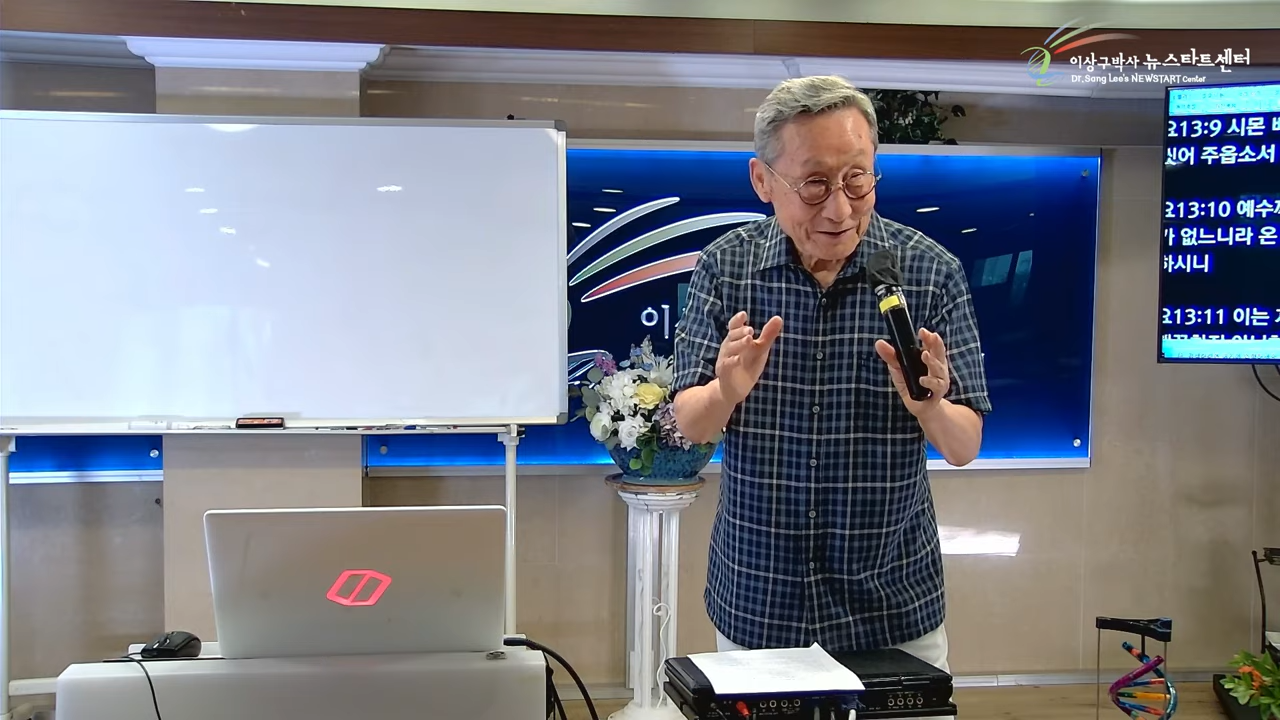 이상구박사 뉴스타트센터
Dr. Sang Lee's NEWSTART Center
요13:9 시몬
씻어 주옵소서
요13:10 예수께
가 없느니라 온
하시니
요13:11 이는
이